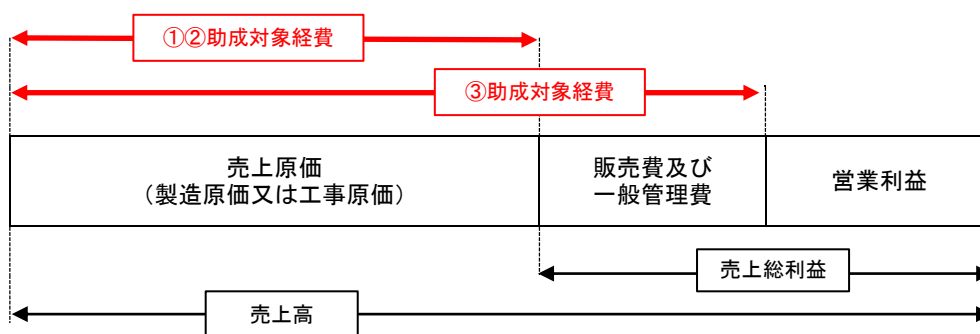 ①②助成対象経費
③助成対象経費
売上原価
（製造原価又は工事原価）
販売費及び
一般管理費
営業利益
売上総利益
売上高